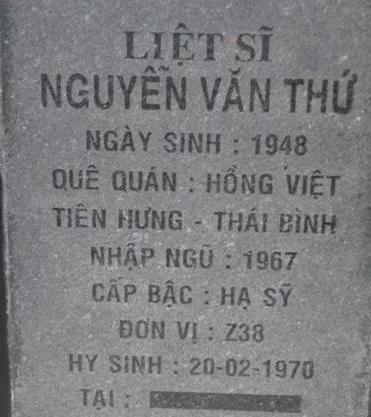 LIỆT SĨ
NGUYỄN VĂN THỨ
NGÀY SINH : 1948
QUÊ QUÁN : HỒNG VIỆT
TIÊN HƯNG - THÁI BÌNH
NHẬP NGŨ : 1967
CẤP BẬC : HẠ SỸ
ĐƠN VỊ : Z38
HY SINH : 20-02-1970
TẠI :